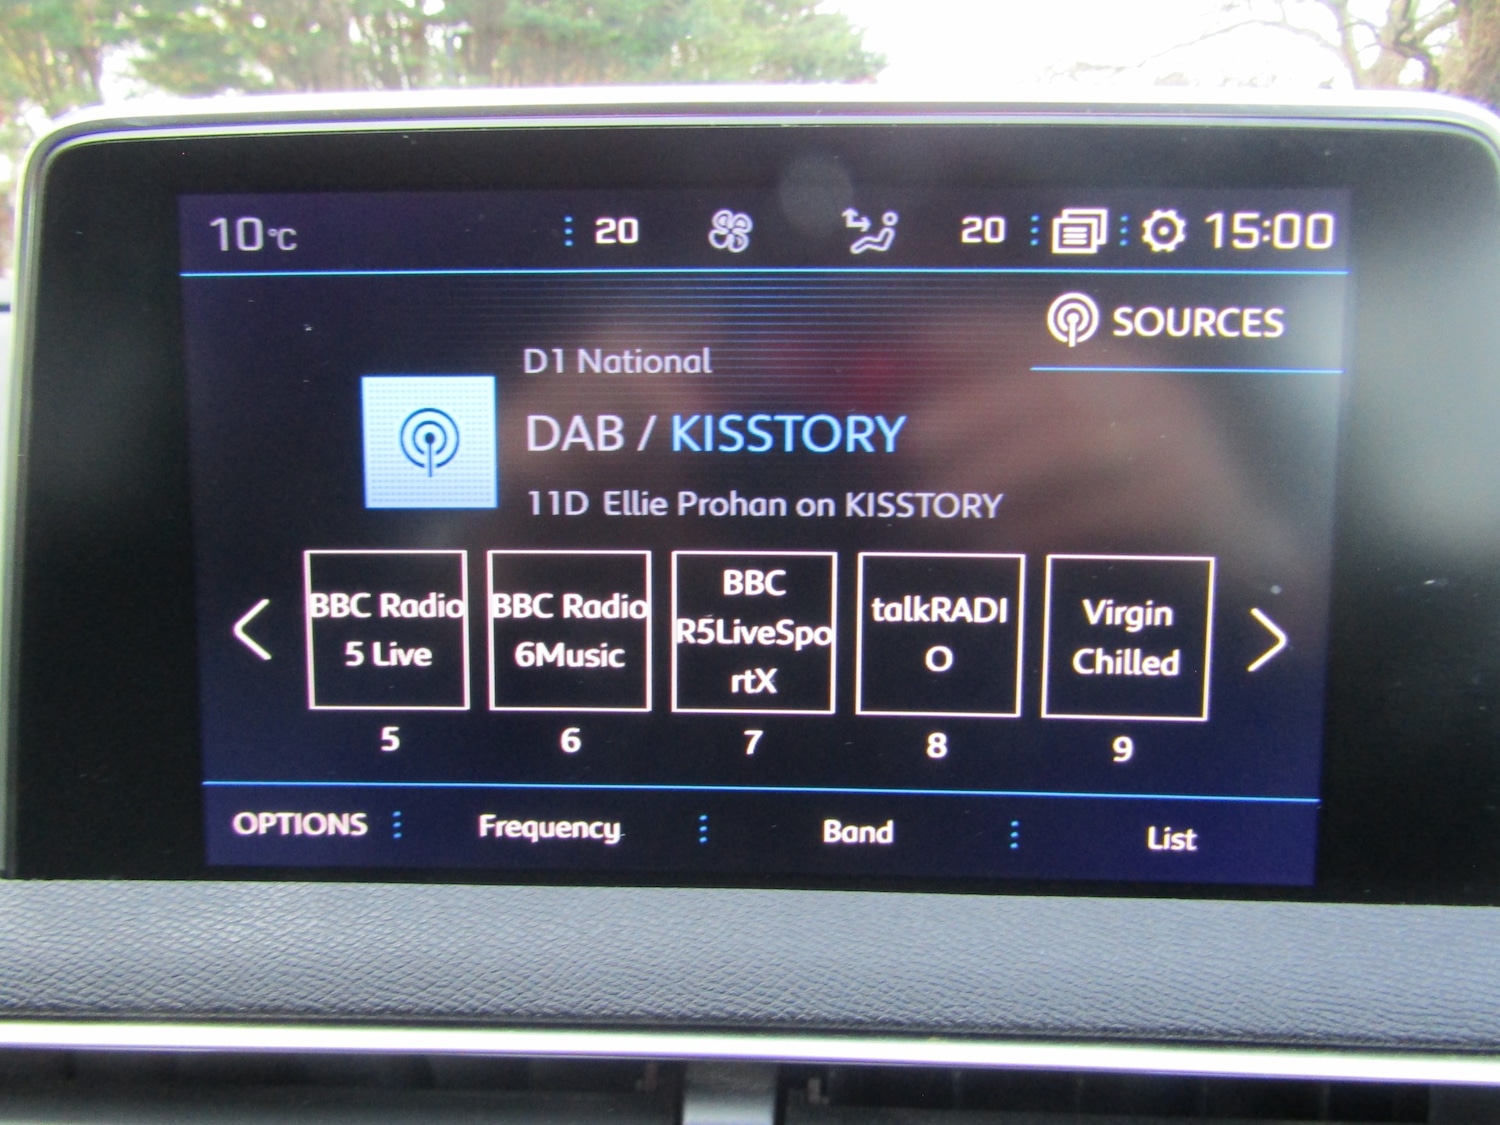 10°C 20 20 15:00
SOURCES
D1 National
DAB / KISSTORY
11D Ellie Prohan on KISSTORY
BBC Radio
5 Live
5
BBC Radio
6Music
6
BBC
R5LiveSpo
rtX
7
talkRADI
O
8
Virgin
Chilled
9
OPTIONS Frequency Band List